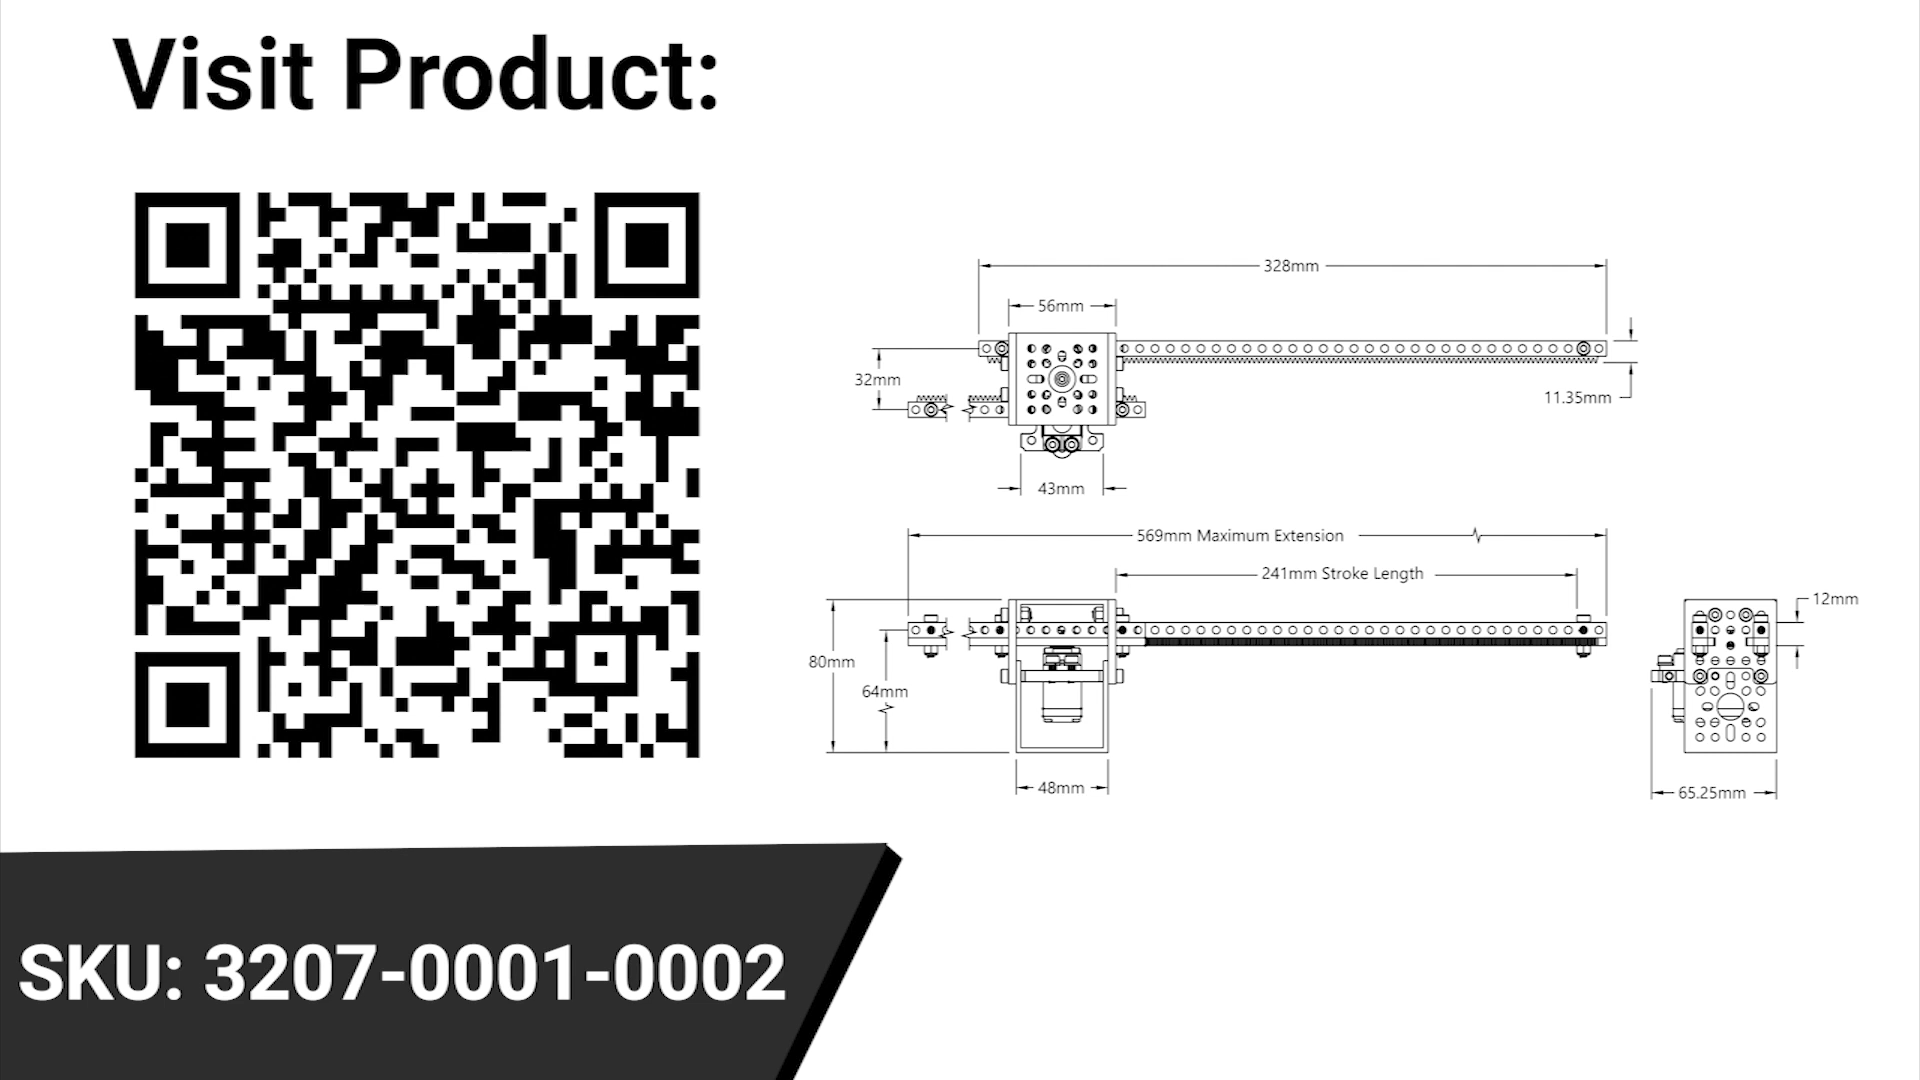 Visit Product:
328mm
56mm
32mm
11.35mm
43mm
569mm Maximum Extension
241mm Stroke Length
12mm
80mm
64mm
48mm
65.25mm
SKU: 3207-0001-0002